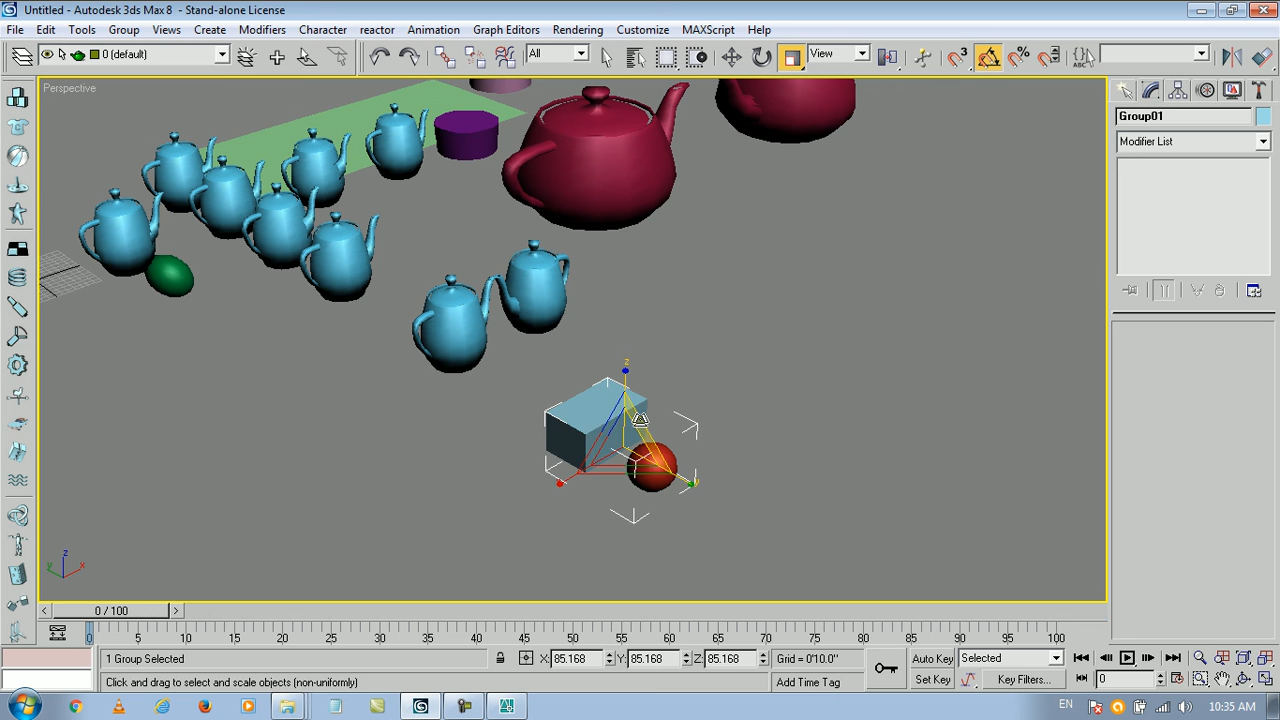 Untitled - Autodesk 3ds Max 8 - Stand-alone License
File Edit Tools Group Views Create Modifiers Character reactor Animation Graph Editors Rendering Customize MAXScript Help
0 (default) All View 3 % ABC
Perspective
Group01
Modifier List
z
z
y x
< 0 / 100 >
0 5 10 15 20 25 30 35 40 45 50 55 60 65 70 75 80 85 90 95 100
1 Group Selected X: 85.168 Y: 85.168 Z: 85.168 Grid = 0'10.0" Auto Key Selected
Click and drag to select and scale objects (non-uniformly) Add Time Tag Set Key Key Filters... 0
EN 10:35 AM